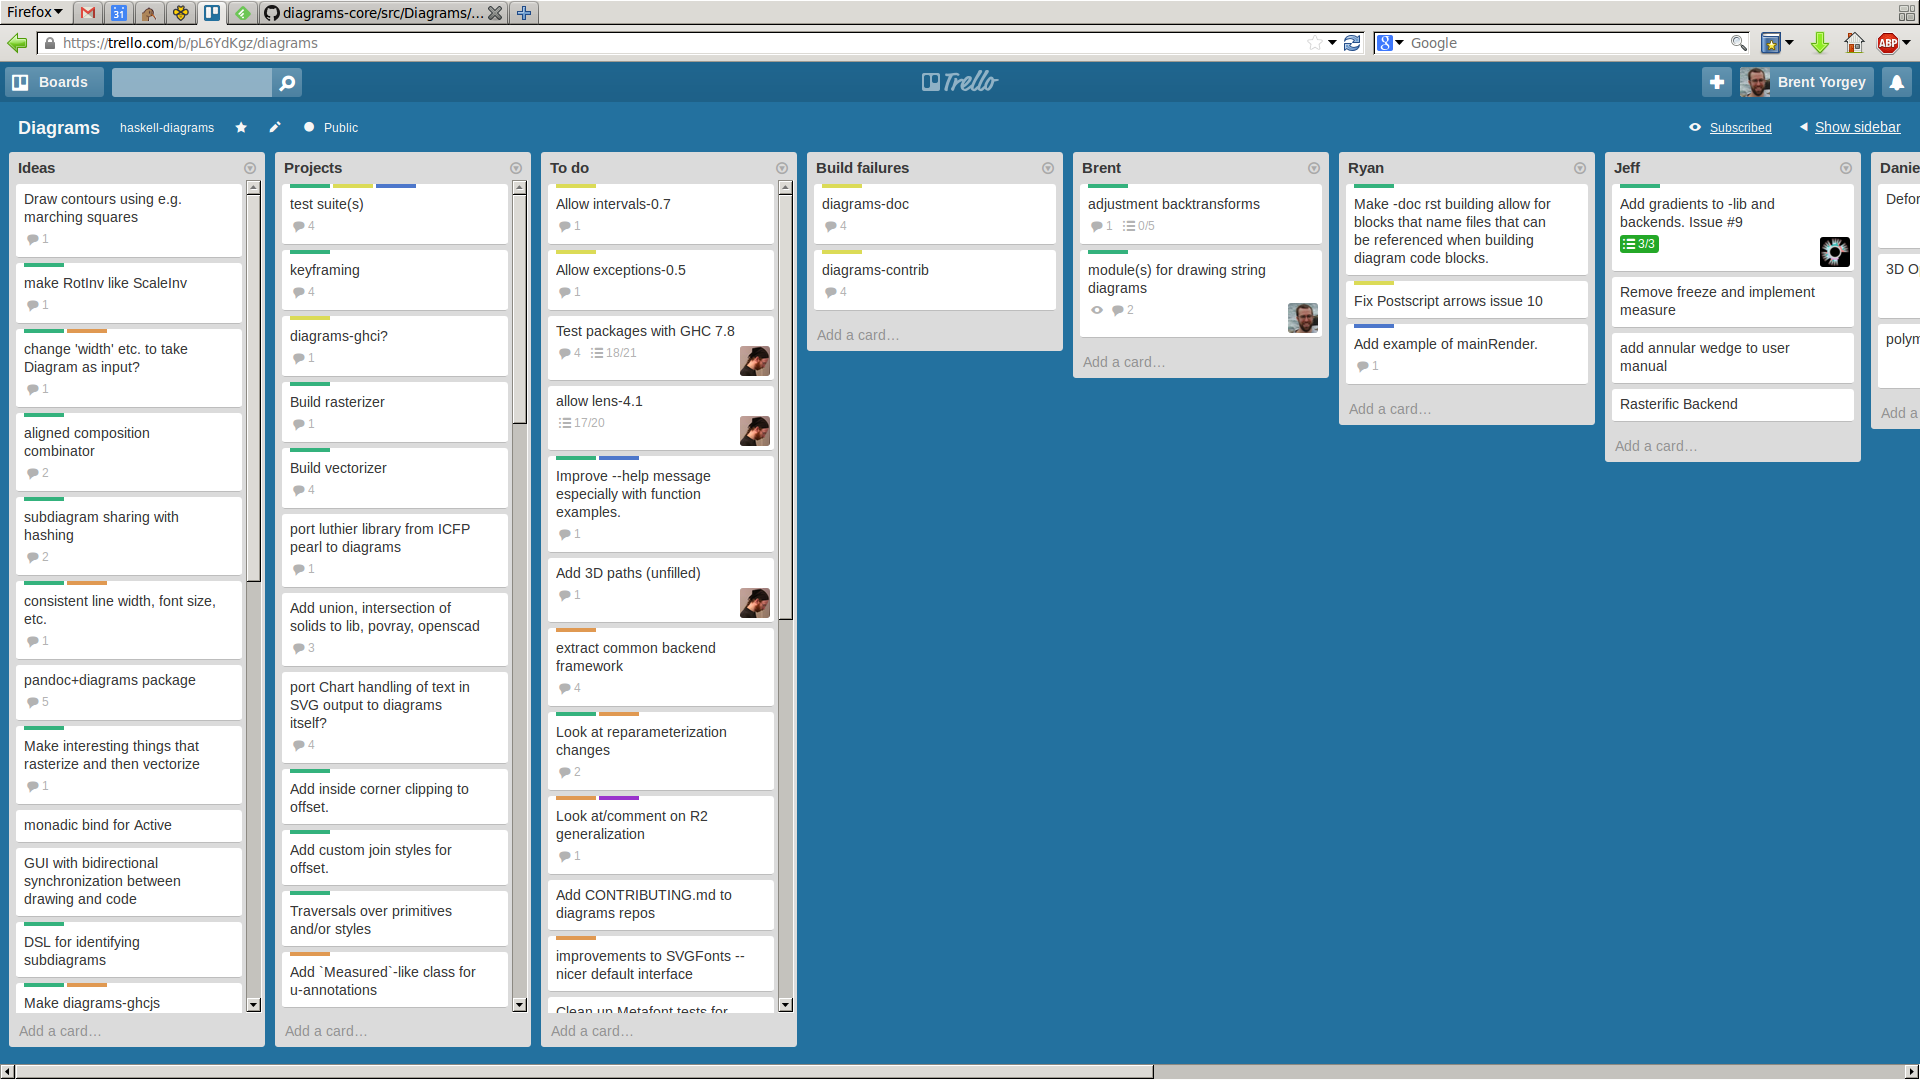 Firefox
31
diagrams-core/src/Diagrams/...
https://trello.com/b/pL6YdKgz/diagrams
Google
ABP
Boards
Trello
Brent Yorgey
Diagrams
haskell-diagrams
Public
Subscribed
Show sidebar
Ideas
Draw contours using e.g.
marching squares
1
make RotInv like ScaleInv
1
change 'width' etc. to take
Diagram as input?
1
aligned composition
combinator
2
subdiagram sharing with
hashing
2
consistent line width, font size,
etc.
1
pandoc+diagrams package
5
Make interesting things that
rasterize and then vectorize
1
monadic bind for Active
GUI with bidirectional
synchronization between
drawing and code
DSL for identifying
subdiagrams
Make diagrams-ghcjs
Add a card…
Projects
test suite(s)
4
keyframing
4
diagrams-ghci?
1
Build rasterizer
1
Build vectorizer
4
port luthier library from ICFP
pearl to diagrams
1
Add union, intersection of
solids to lib, povray, openscad
3
port Chart handling of text in
SVG output to diagrams
itself?
4
Add inside corner clipping to
offset.
Add custom join styles for
offset.
Traversals over primitives
and/or styles
Add `Measured`-like class for
u-annotations
Add a card…
To do
Allow intervals-0.7
1
Allow exceptions-0.5
1
Test packages with GHC 7.8
4 18/21
allow lens-4.1
17/20
Improve --help message
especially with function
examples.
1
Add 3D paths (unfilled)
1
extract common backend
framework
4
Look at reparameterization
changes
2
Look at/comment on R2
generalization
1
Add CONTRIBUTING.md to
diagrams repos
improvements to SVGFonts --
nicer default interface
Clean up Metafont tests for
Add a card…
Build failures
diagrams-doc
4
diagrams-contrib
4
Add a card…
Brent
adjustment backtransforms
1 0/5
module(s) for drawing string
diagrams
2
Add a card…
Ryan
Make -doc rst building allow for
blocks that name files that can
be referenced when building
diagram code blocks.
Fix Postscript arrows issue 10
Add example of mainRender.
1
Add a card…
Jeff
Add gradients to -lib and
backends. Issue #9
3/3
Remove freeze and implement
measure
add annular wedge to user
manual
Rasterific Backend
Add a card…
Danie
Defor
3D O
polym
Add a